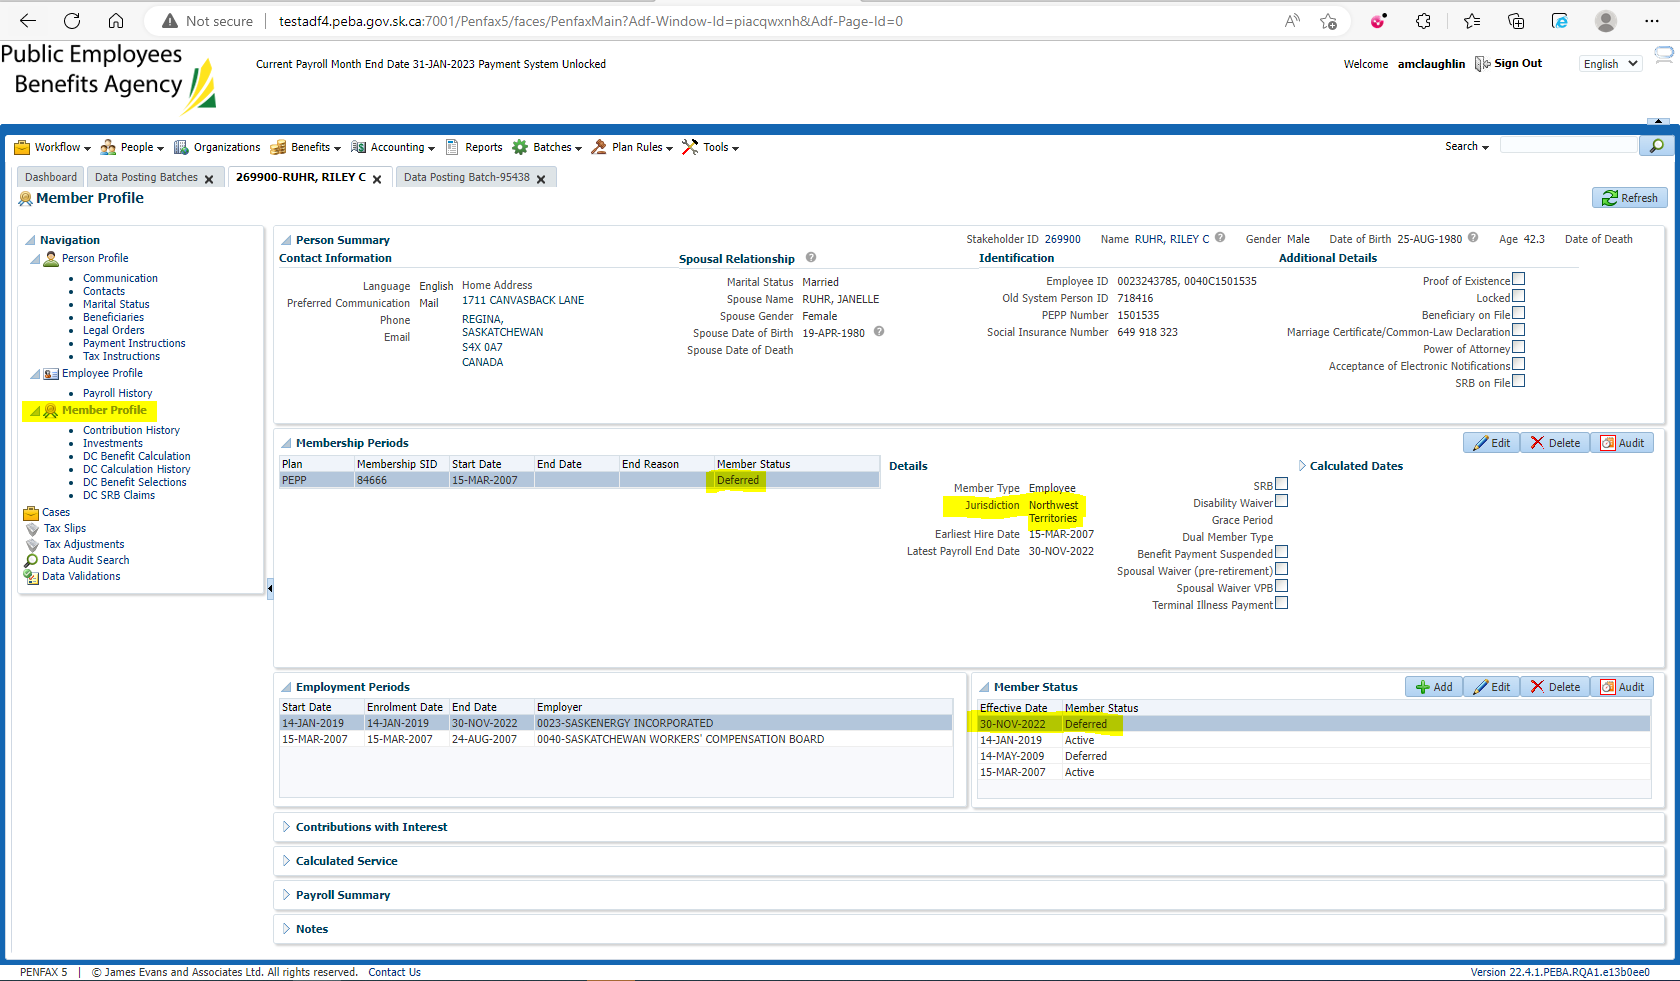 Not secure | testadf4.peba.gov.sk.ca:7001/Penfax5/faces/PenfaxMain?Adf-Window-Id=piacqwxnh&Adf-Page-Id=0
Public Employees
Benefits Agency
Current Payroll Month End Date 31-JAN-2023 Payment System Unlocked
Welcome amclaughlin Sign Out English
Workflow People Organizations Benefits Accounting Reports Batches Plan Rules Tools Search
Dashboard Data Posting Batches 269900-RUHR, RILEY C Data Posting Batch-95438
Member Profile
Refresh
Navigation
Person Profile
Communication
Contacts
Marital Status
Beneficiaries
Legal Orders
Payment Instructions
Tax Instructions
Employee Profile
Payroll History
Member Profile
Contribution History
Investments
DC Benefit Calculation
DC Calculation History
DC Benefit Selections
DC SRB Claims
Cases
Tax Slips
Tax Adjustments
Data Audit Search
Data Validations
Person Summary
Stakeholder ID 269900 Name RUHR, RILEY C Gender Male Date of Birth 25-AUG-1980 Age 42.3 Date of Death
Contact Information
Language English
Preferred Communication Mail
Phone
Email
Home Address
1711 CANVASBACK LANE
REGINA,
SASKATCHEWAN
S4X 0A7
CANADA
Spousal Relationship
Marital Status Married
Spouse Name RUHR, JANELLE
Spouse Gender Female
Spouse Date of Birth 19-APR-1980
Spouse Date of Death
Identification
Employee ID 0023243785, 0040C1501535
Old System Person ID 718416
PEPP Number 1501535
Social Insurance Number 649 918 323
Additional Details
Proof of Existence
Locked
Beneficiary on File
Marriage Certificate/Common-Law Declaration
Power of Attorney
Acceptance of Electronic Notifications
SRB on File
Membership Periods
Edit Delete Audit
Plan Membership SID Start Date End Date End Reason Member Status
PEPP 84666 15-MAR-2007 Deferred
Details
Member Type Employee
Jurisdiction Northwest
Territories
Earliest Hire Date 15-MAR-2007
Latest Payroll End Date 30-NOV-2022
SRB
Disability Waiver
Grace Period
Dual Member Type
Benefit Payment Suspended
Spousal Waiver (pre-retirement)
Spousal Waiver VPB
Terminal Illness Payment
Calculated Dates
Employment Periods
Start Date Enrolment Date End Date Employer
14-JAN-2019 14-JAN-2019 30-NOV-2022 0023-SASKENERGY INCORPORATED
15-MAR-2007 15-MAR-2007 24-AUG-2007 0040-SASKATCHEWAN WORKERS' COMPENSATION BOARD
Member Status
Add Edit Delete Audit
Effective Date Member Status
30-NOV-2022 Deferred
14-JAN-2019 Active
14-MAY-2009 Deferred
15-MAR-2007 Active
Contributions with Interest
Calculated Service
Payroll Summary
Notes
PENFAX 5 | © James Evans and Associates Ltd. All rights reserved. Contact Us
Version 22.4.1.PEBA.RQA1.e13b0ee0